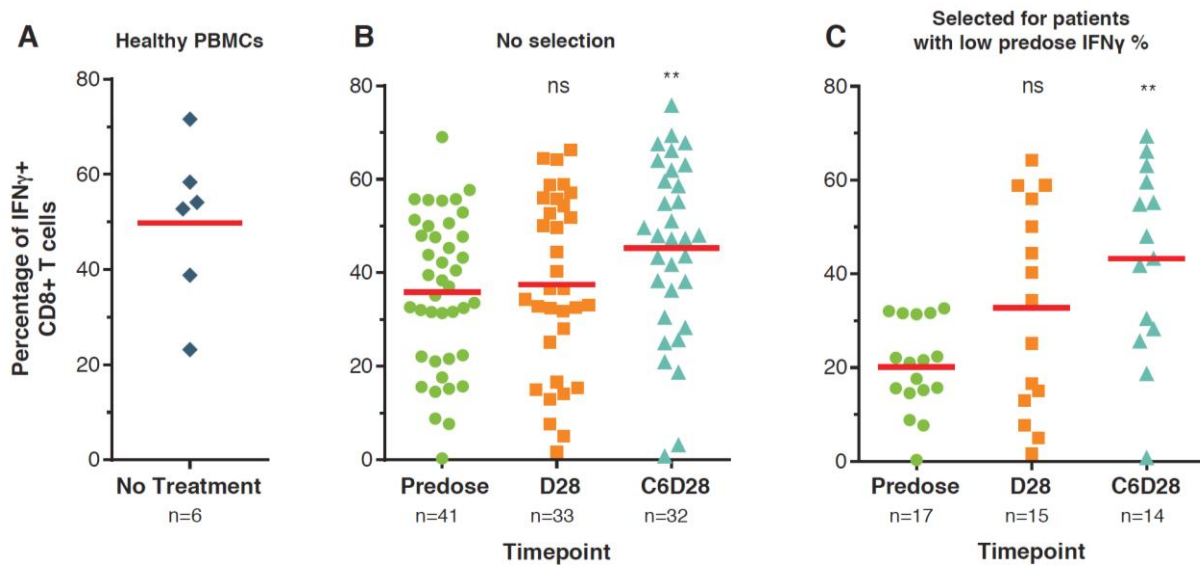 A
Healthy PBMCs
Percentage of IFNγ+
CD8+ T cells
80
60
40
20
0
No Treatment
n=6
B
No selection
ns
**
80
60
40
20
0
Predose
D28
C6D28
n=41
n=33
n=32
Timepoint
C
Selected for patients
with low predose IFNγ %
ns
**
80
60
40
20
0
Predose
D28
C6D28
n=17
n=15
n=14
Timepoint